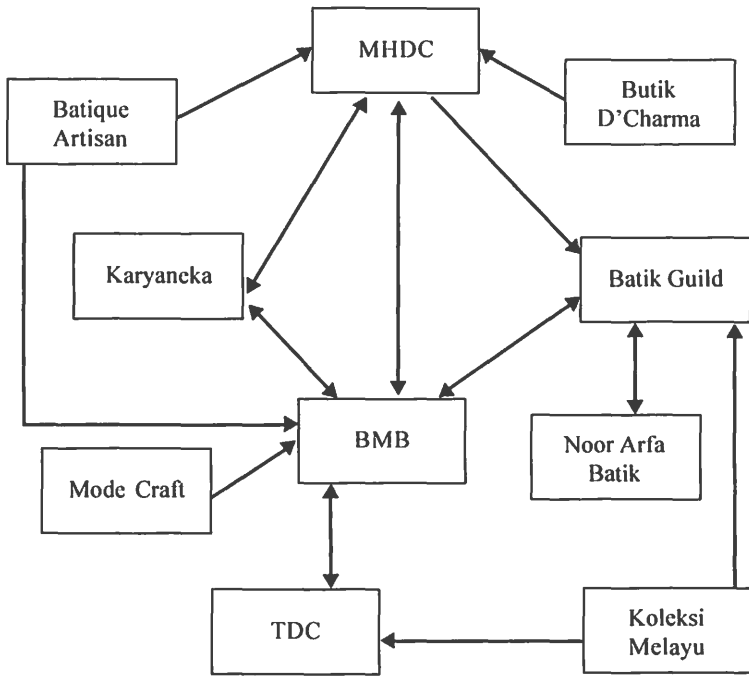 MHDC
Batique
Artisan
Butik
D'Charma
Karyaneka
Batik Guild
BMB
Noor Arfa
Batik
Mode Craft
TDC
Koleksi
Melayu